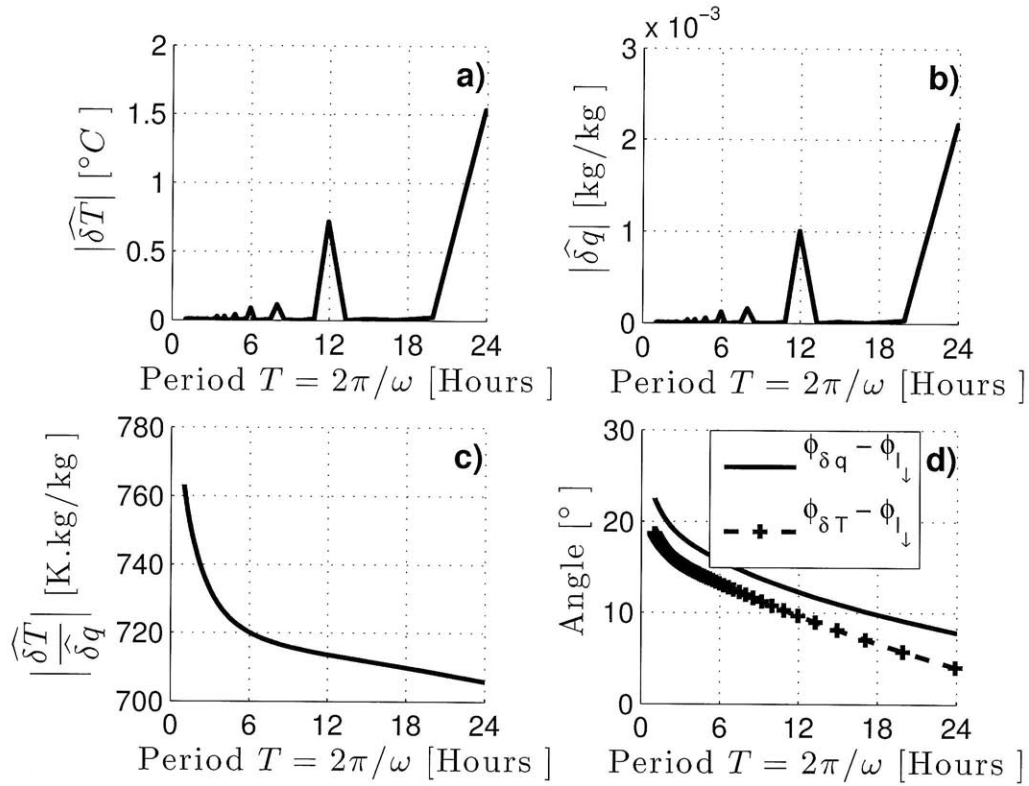 a)
2
1.5
1
0.5
0
|δT̂| [°C ]
0 6 12 18 24
Period T = 2π/ω [Hours ]
x 10⁻³
b)
3
2
1
0
|δq̂| [kg/kg]
0 6 12 18 24
Period T = 2π/ω [Hours ]
c)
780
760
740
720
700
|δT̂/δq̂| [K.kg/kg ]
0 6 12 18 24
Period T = 2π/ω [Hours ]
d)
30
20
10
0
Angle [° ]
ϕδq − ϕI↓
ϕδT − ϕI↓
0 6 12 18 24
Period T = 2π/ω [Hours ]